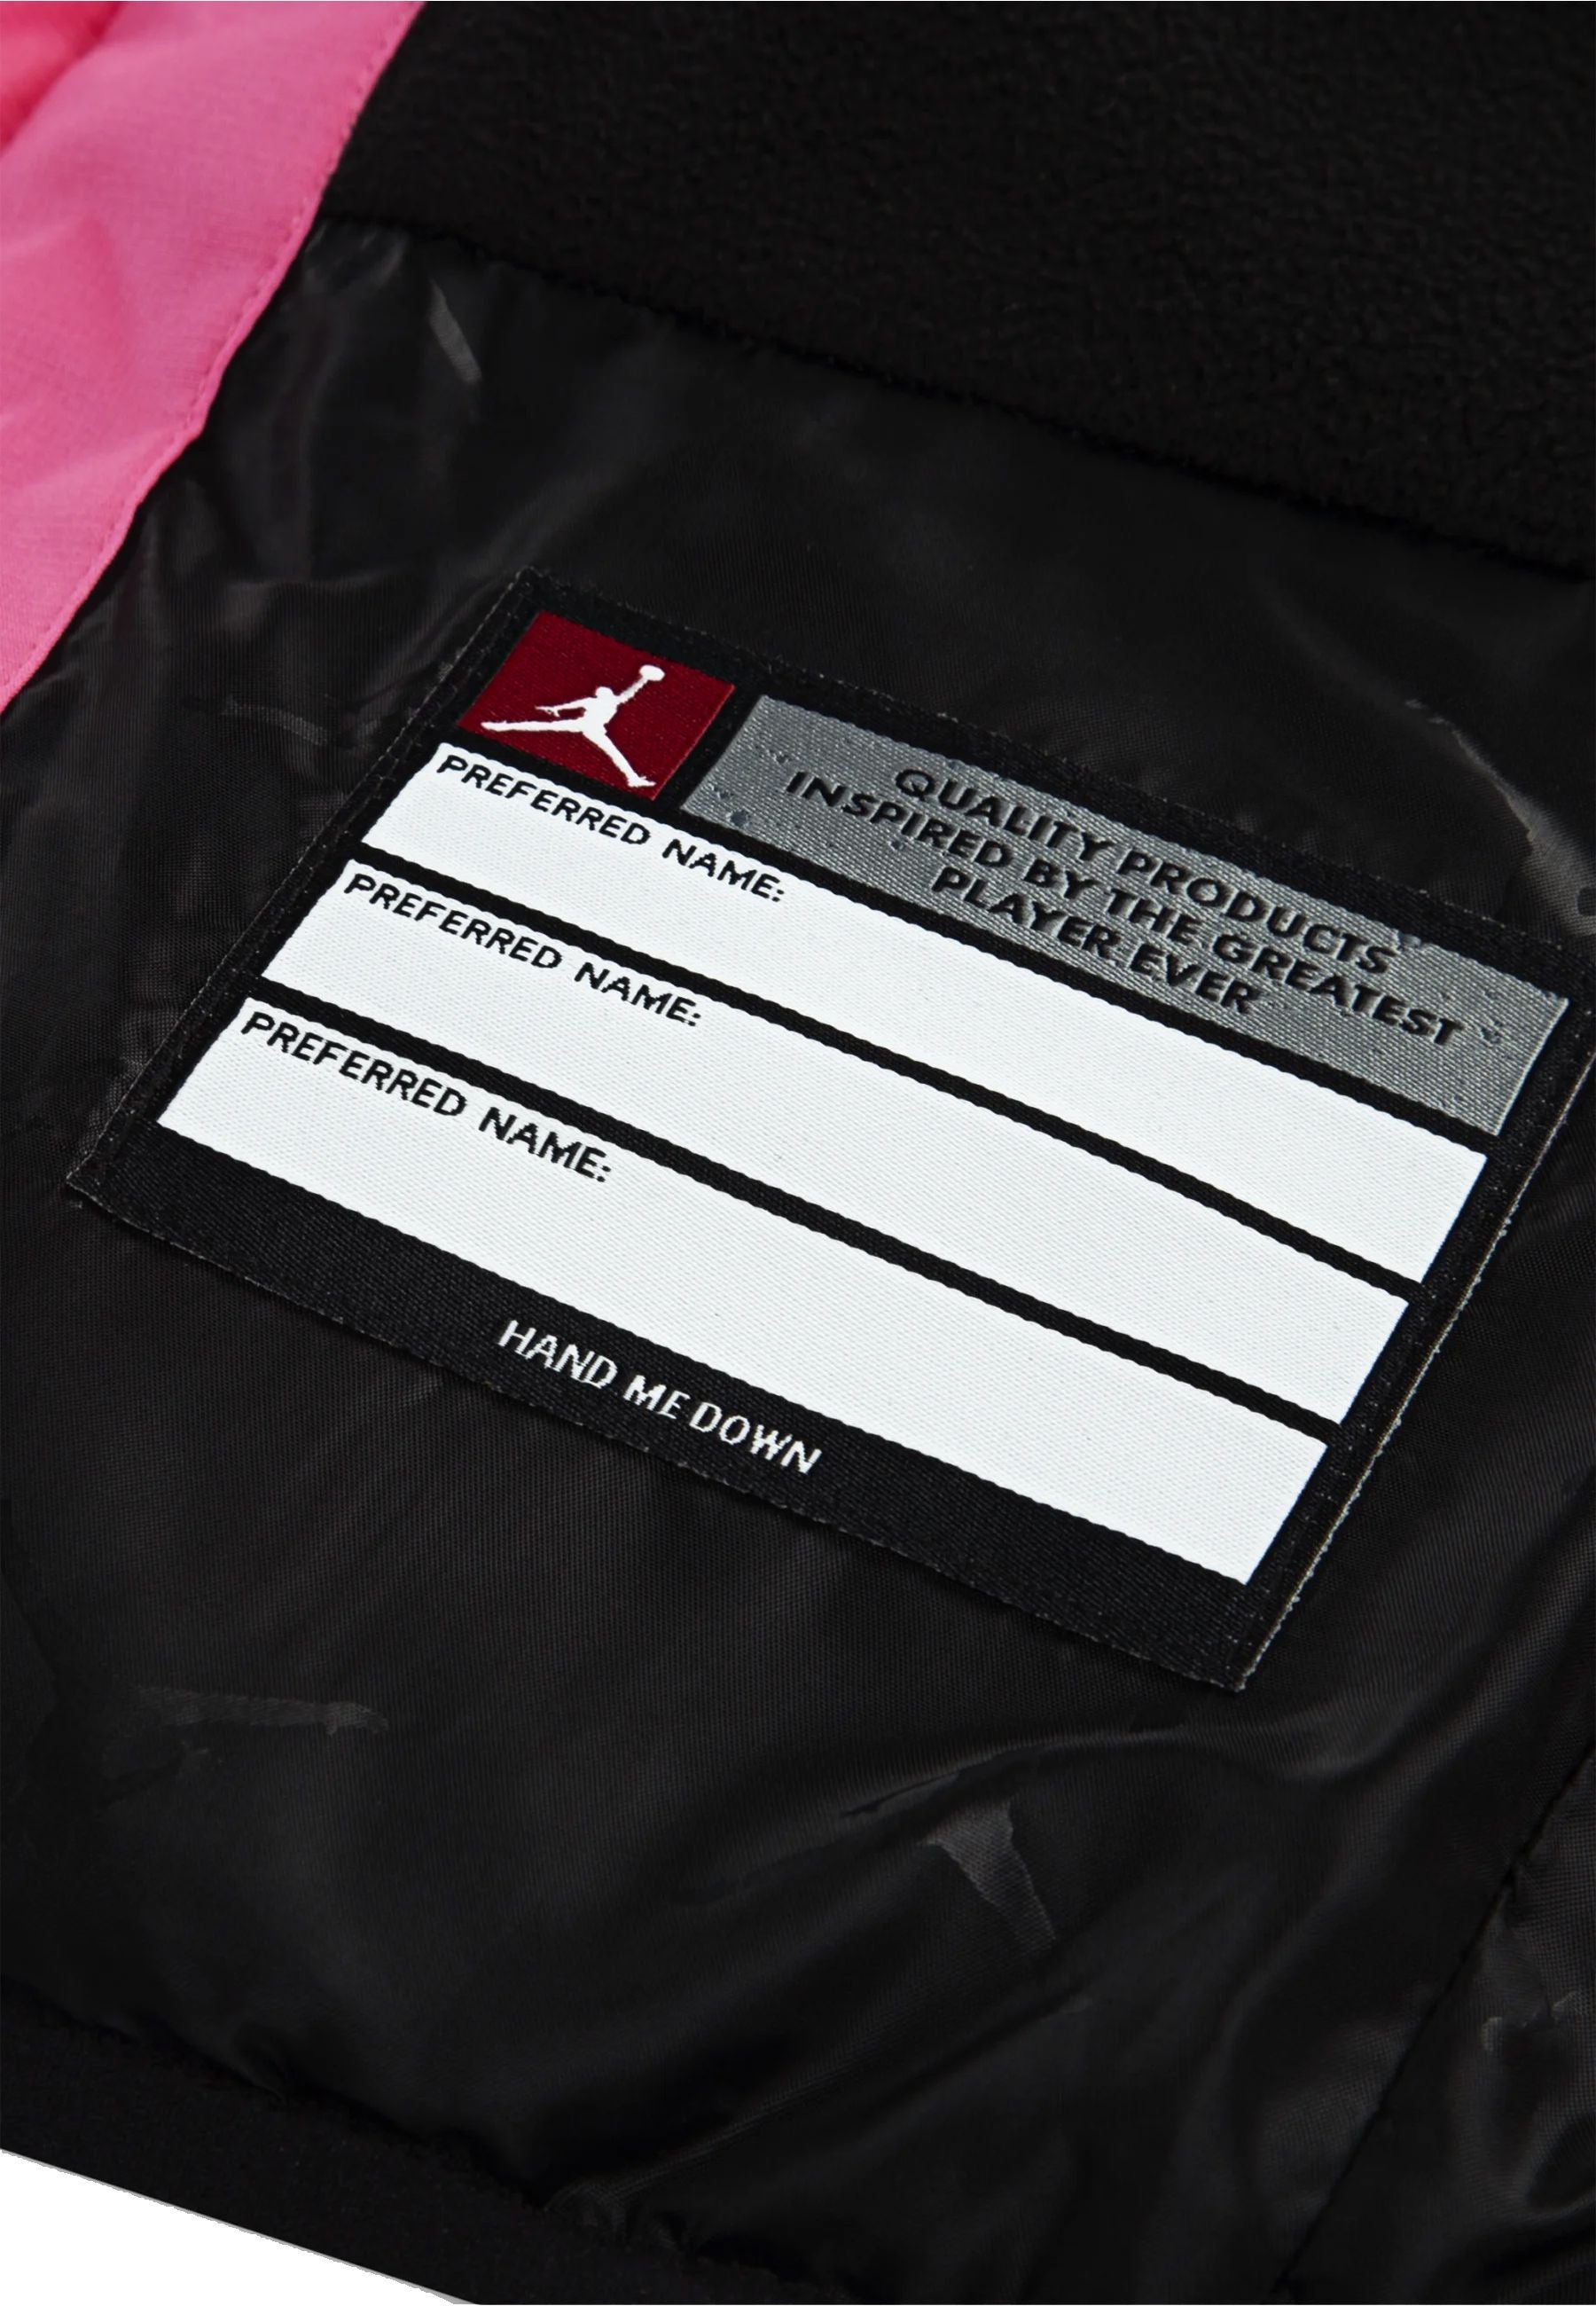 QUALITY PRODUCTS
INSPIRED BY THE GREATEST
PLAYER EVER
PREFERRED NAME:
PREFERRED NAME:
PREFERRED NAME:
HAND ME DOWN